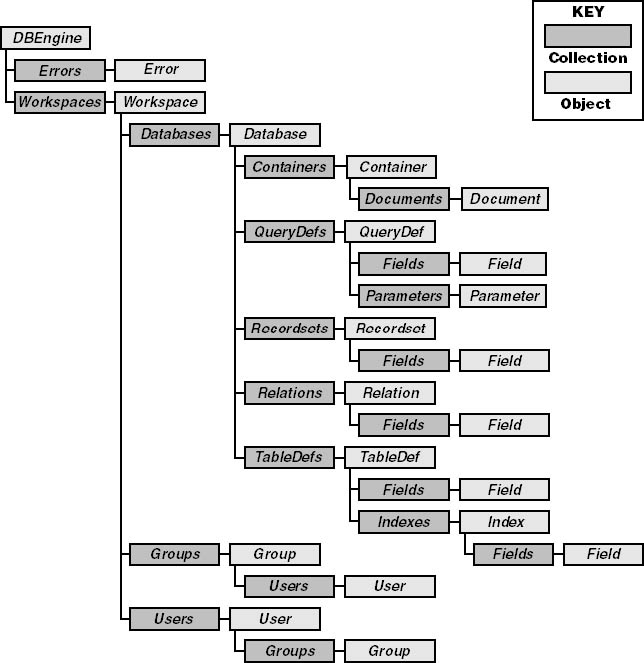 KEY
DBEngine
Collection
Errors Error
Workspaces Workspace
Object
Databases Database
Containers Container
Documents Document
QueryDefs QueryDef
Fields Field
Parameters Parameter
Recordsets Recordset
Fields Field
Relations Relation
Fields Field
TableDefs TableDef
Fields Field
Indexes Index
Groups Group Fields Field
Users User
Users User
Groups Group